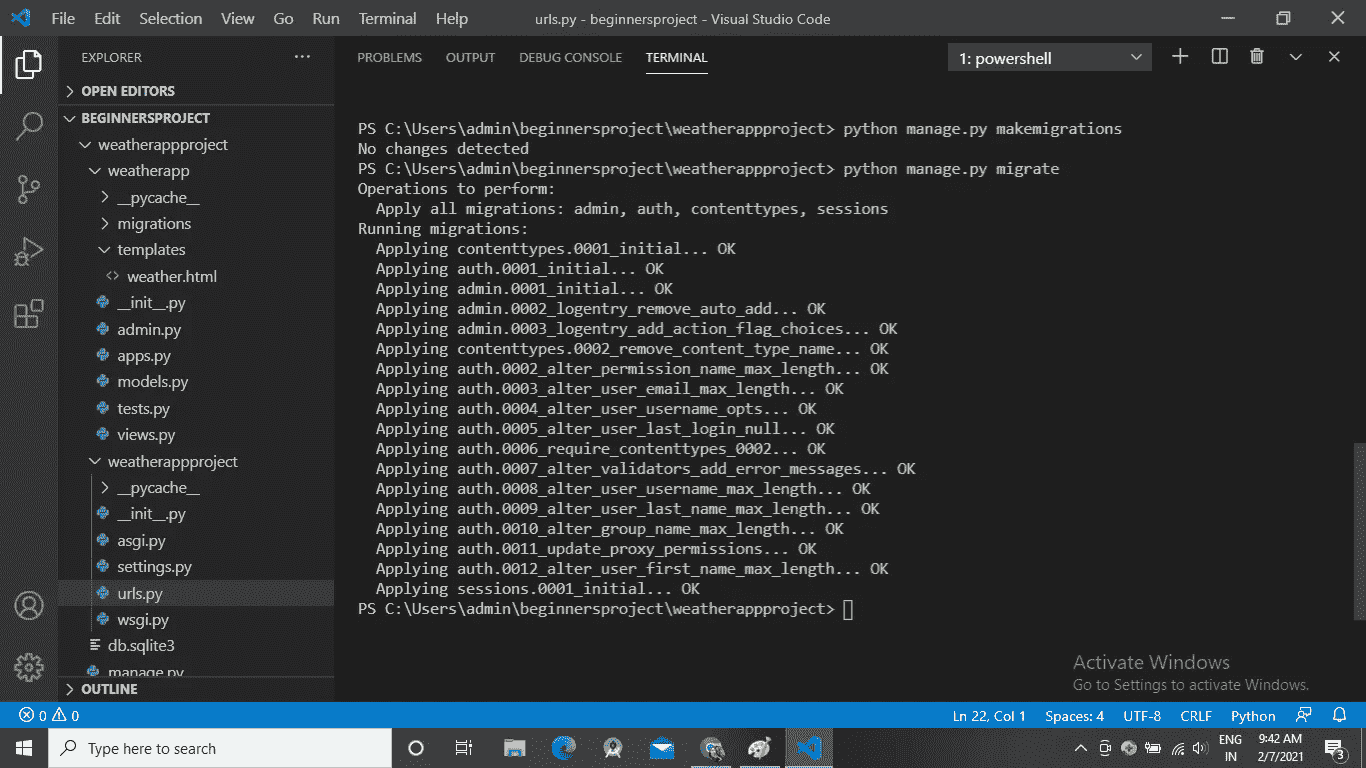 File Edit Selection View Go Run Terminal Help
urls.py - beginnersproject - Visual Studio Code
EXPLORER
OPEN EDITORS
BEGINNERSPROJECT
weatherappproject
weatherapp
__pycache__
migrations
templates
weather.html
__init__.py
admin.py
apps.py
models.py
tests.py
views.py
weatherappproject
__pycache__
__init__.py
asgi.py
settings.py
urls.py
wsgi.py
db.sqlite3
manage.py
OUTLINE
PROBLEMS OUTPUT DEBUG CONSOLE TERMINAL
1: powershell
PS C:\Users\admin\beginnersproject\weatherappproject> python manage.py makemigrations
No changes detected
PS C:\Users\admin\beginnersproject\weatherappproject> python manage.py migrate
Operations to perform:
Apply all migrations: admin, auth, contenttypes, sessions
Running migrations:
Applying contenttypes.0001_initial... OK
Applying auth.0001_initial... OK
Applying admin.0001_initial... OK
Applying admin.0002_logentry_remove_auto_add... OK
Applying admin.0003_logentry_add_action_flag_choices... OK
Applying contenttypes.0002_remove_content_type_name... OK
Applying auth.0002_alter_permission_name_max_length... OK
Applying auth.0003_alter_user_email_max_length... OK
Applying auth.0004_alter_user_username_opts... OK
Applying auth.0005_alter_user_last_login_null... OK
Applying auth.0006_require_contenttypes_0002... OK
Applying auth.0007_alter_validators_add_error_messages... OK
Applying auth.0008_alter_user_username_max_length... OK
Applying auth.0009_alter_user_last_name_max_length... OK
Applying auth.0010_alter_group_name_max_length... OK
Applying auth.0011_update_proxy_permissions... OK
Applying auth.0012_alter_user_first_name_max_length... OK
Applying sessions.0001_initial... OK
PS C:\Users\admin\beginnersproject\weatherappproject>
Activate Windows
Go to Settings to activate Windows.
0 0
Ln 22, Col 1 Spaces: 4 UTF-8 CRLF Python
Type here to search
ENG
IN
9:42 AM
2/7/2021
3